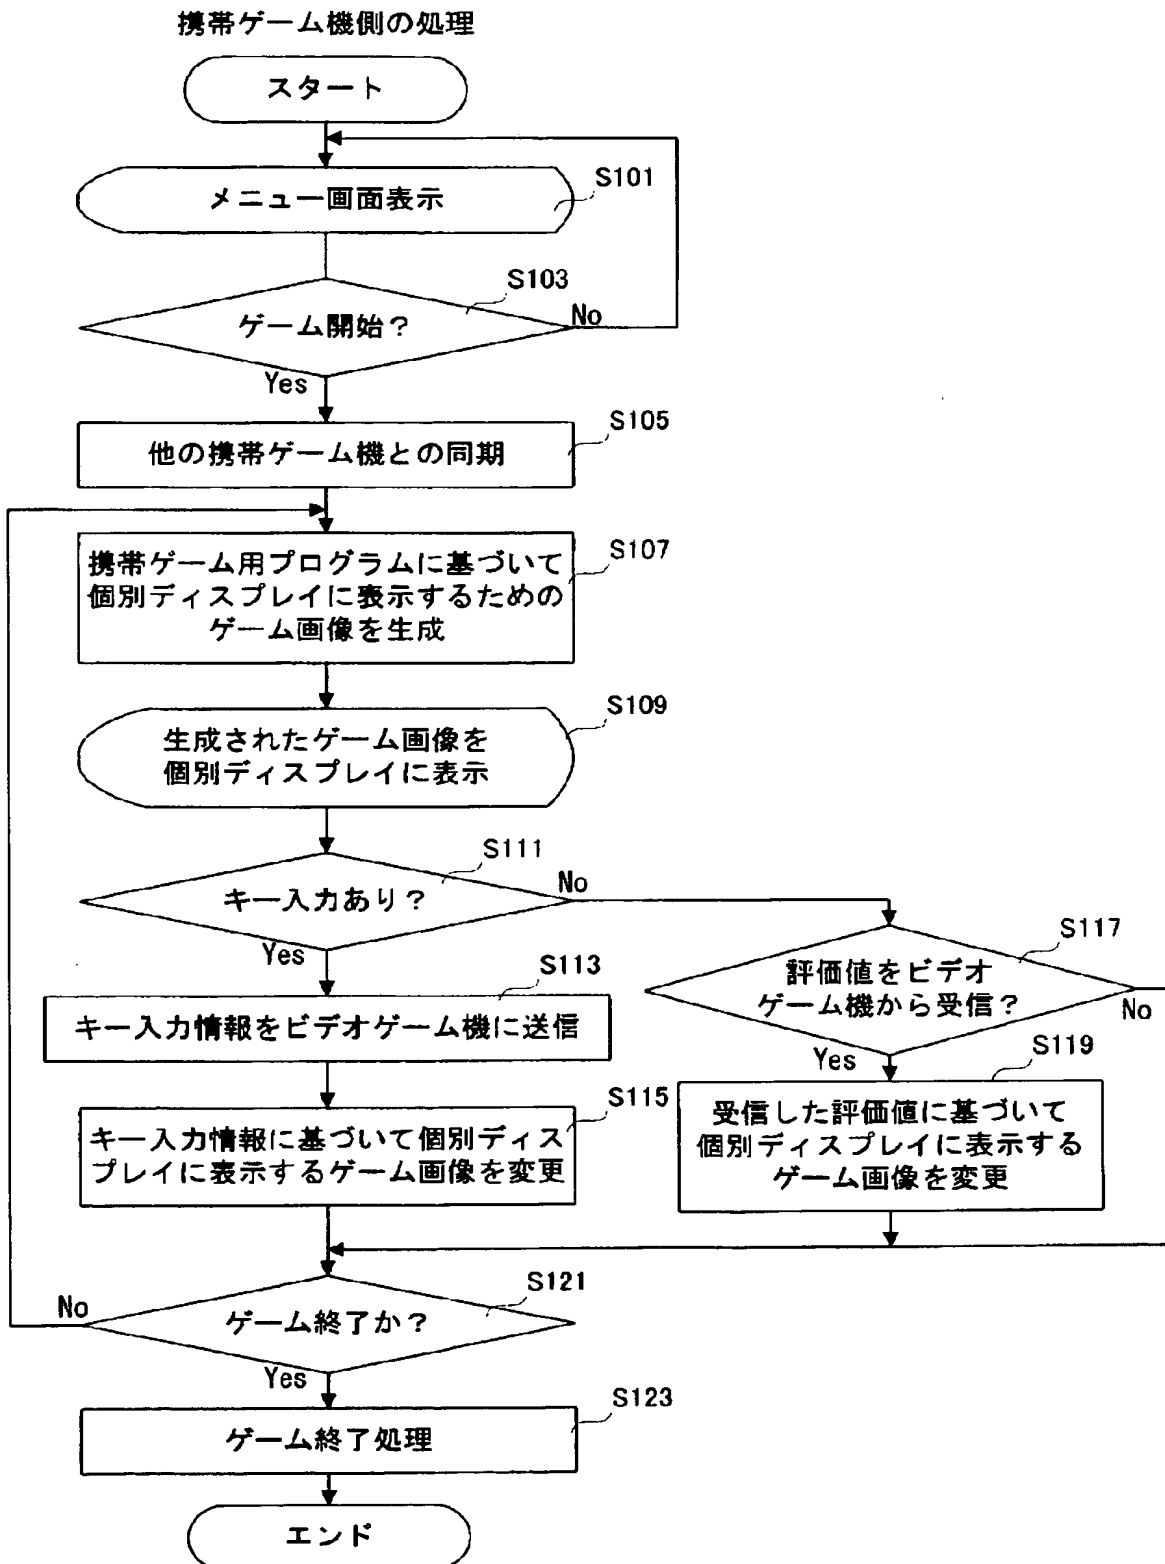 携帯ゲーム機側の処理
スタート
メニュー画面表示
S101
S103
ゲーム開始？
No
Yes
S105
他の携帯ゲーム機との同期
S107
携帯ゲーム用プログラムに基づいて
個別ディスプレイに表示するための
ゲーム画像を生成
S109
生成されたゲーム画像を
個別ディスプレイに表示
S111
キー入力あり？
No
Yes
S113
キー入力情報をビデオゲーム機に送信
S115
キー入力情報に基づいて個別ディス
プレイに表示するゲーム画像を変更
S117
評価値をビデオ
ゲーム機から受信？
No
Yes
S119
受信した評価値に基づいて
個別ディスプレイに表示する
ゲーム画像を変更
S121
ゲーム終了か？
No
Yes
S123
ゲーム終了処理
エンド